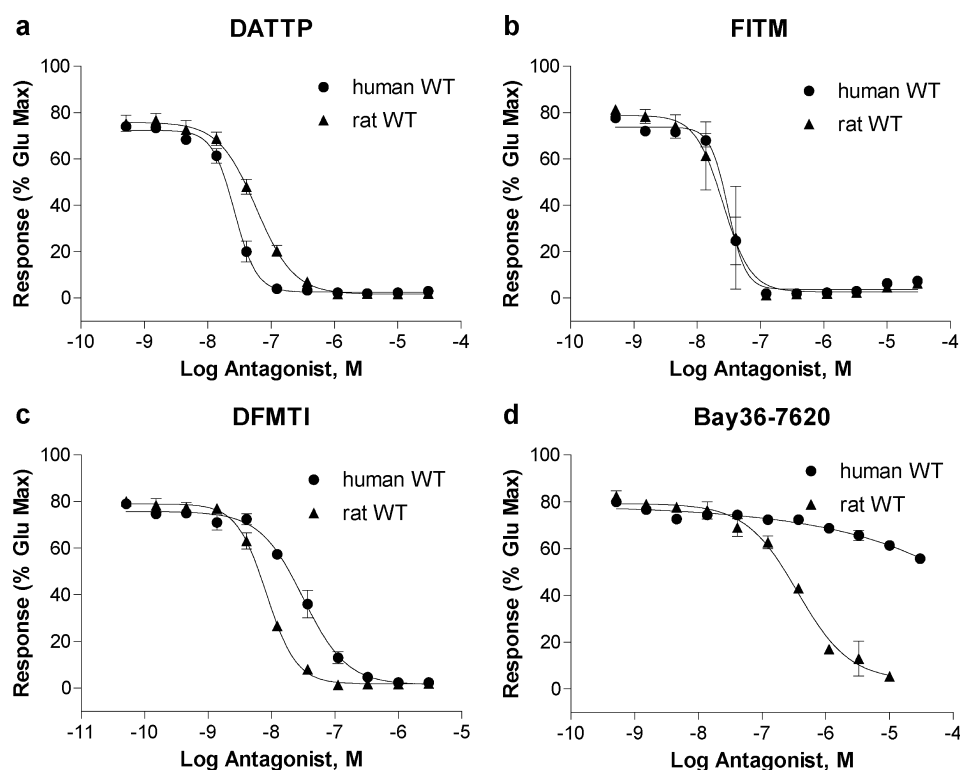 a DATTP
Response (% Glu Max)
100
80
60
40
20
0
human WT
rat WT
-10 -9 -8 -7 -6 -5 -4
Log Antagonist, M
b FITM
Response (% Glu Max)
100
80
60
40
20
0
human WT
rat WT
-10 -9 -8 -7 -6 -5 -4
Log Antagonist, M
c DFMTI
Response (% Glu Max)
100
80
60
40
20
0
human WT
rat WT
-11 -10 -9 -8 -7 -6 -5
Log Antagonist, M
d Bay36-7620
Response (% Glu Max)
100
80
60
40
20
0
human WT
rat WT
-10 -9 -8 -7 -6 -5 -4
Log Antagonist, M